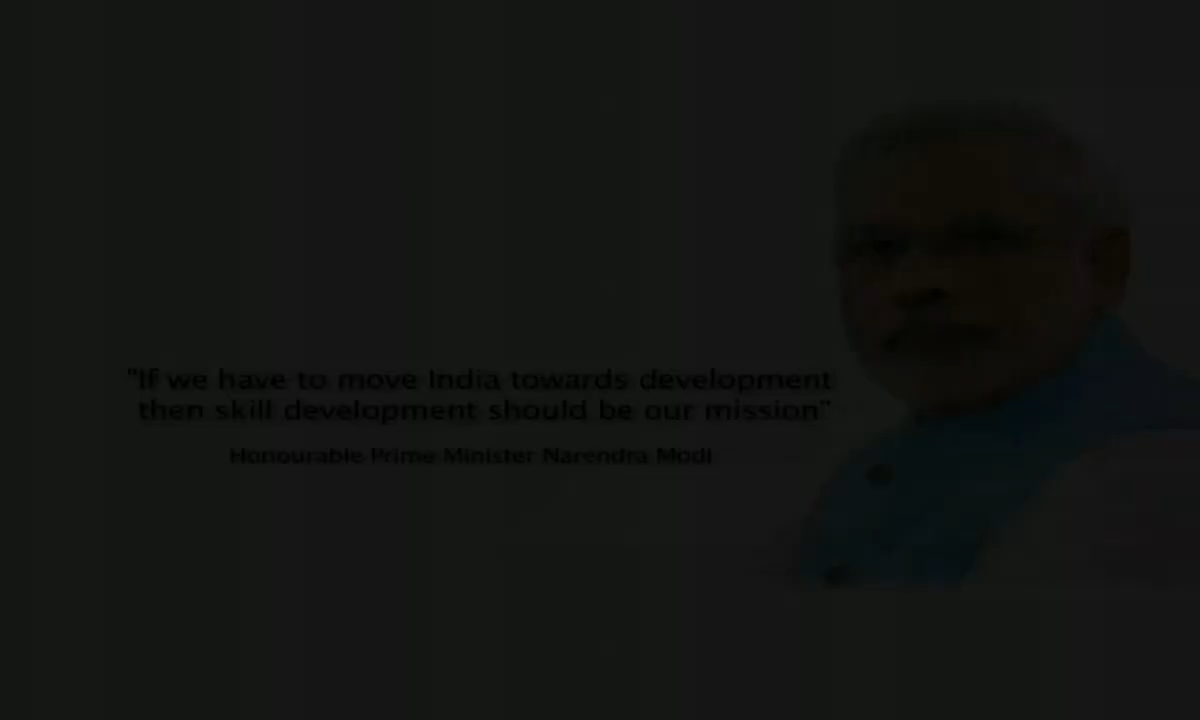 "If we have to move India towards development
then skill development should be our mission"
Honourable Prime Minister Narendra Modi